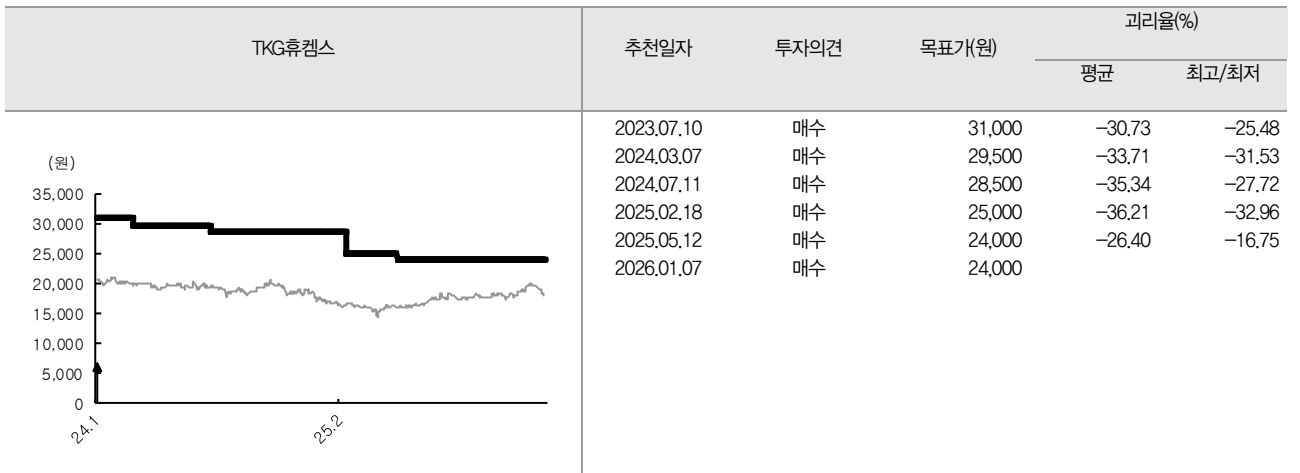 TKG휴켐스 추천일자 투자의견 목표가(원) 괴리율(%)
평균 최고/최저
2023.07.10 매수 31,000 −30.73 −25.48
2024.03.07 매수 29,500 −33.71 −31.53
2024.07.11 매수 28,500 −35.34 −27.72
2025.02.18 매수 25,000 −36.21 −32.96
2025.05.12 매수 24,000 −26.40 −16.75
2026.01.07 매수 24,000
(원)
35,000
30,000
25,000
20,000
15,000
10,000
5,000
0
24.1
25.2